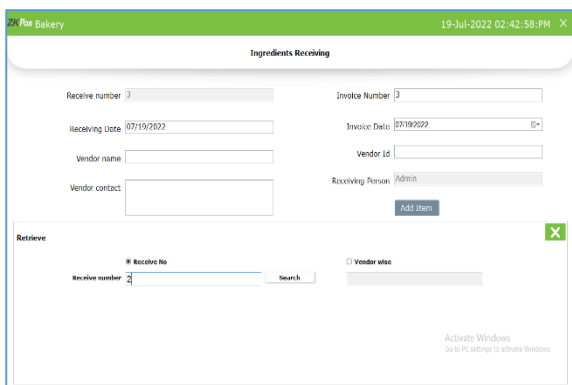 ZKPos Bakery 19-Jul-2022 02:42:58:PM X
Ingredients Receiving
Receive number 3 Invoice Number 3
Receiving Date 07/19/2022 Invoice Date 07/19/2022
Vendor name Vendor Id
Vendor contact Receiving Person Admin
Add Item
Retrieve X
Receive No Vendor wise
Receive number 2 Search
Activate Windows
Go to PC settings to activate Windows.